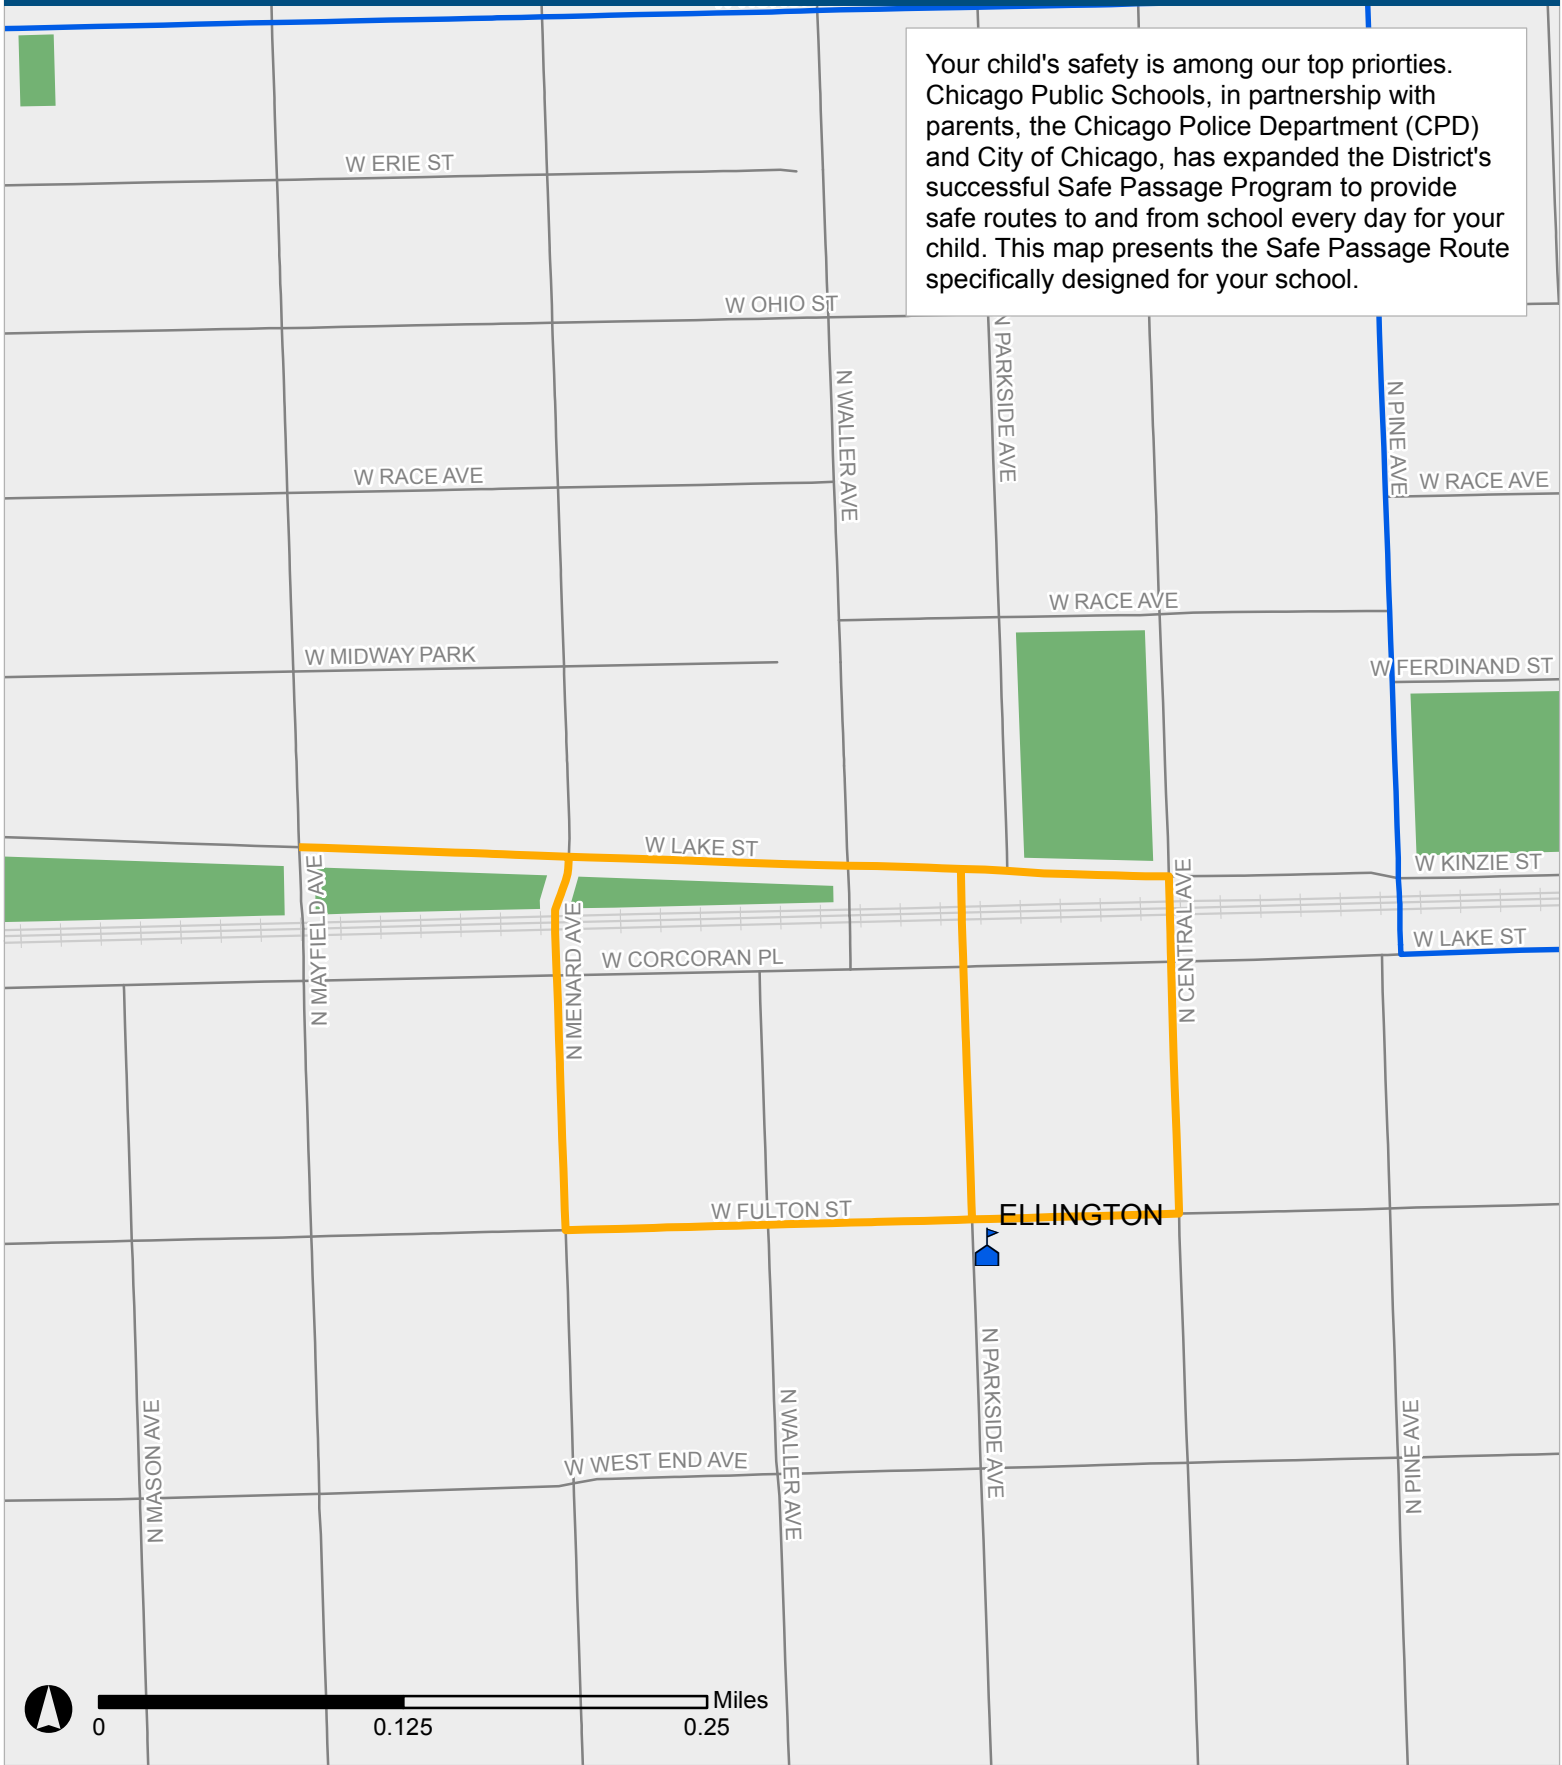 Your child's safety is among our top priorties.
Chicago Public Schools, in partnership with
parents, the Chicago Police Department (CPD)
and City of Chicago, has expanded the District's
successful Safe Passage Program to provide
safe routes to and from school every day for your
child. This map presents the Safe Passage Route
specifically designed for your school.
W ERIE ST
W OHIO ST
N WALLER AVE
N PARKSIDE AVE
N PINE AVE
W RACE AVE
W RACE AVE
W RACE AVE
W MIDWAY PARK
W FERDINAND ST
W LAKE ST
W KINZIE ST
N MAYFIELD AVE
N MENARD AVE
N CENTRAL AVE
W LAKE ST
W CORCORAN PL
W FULTON ST
ELLINGTON
N MASON AVE
N WALLER AVE
N PARKSIDE AVE
N PINE AVE
W WEST END AVE
Miles
0
0.125
0.25